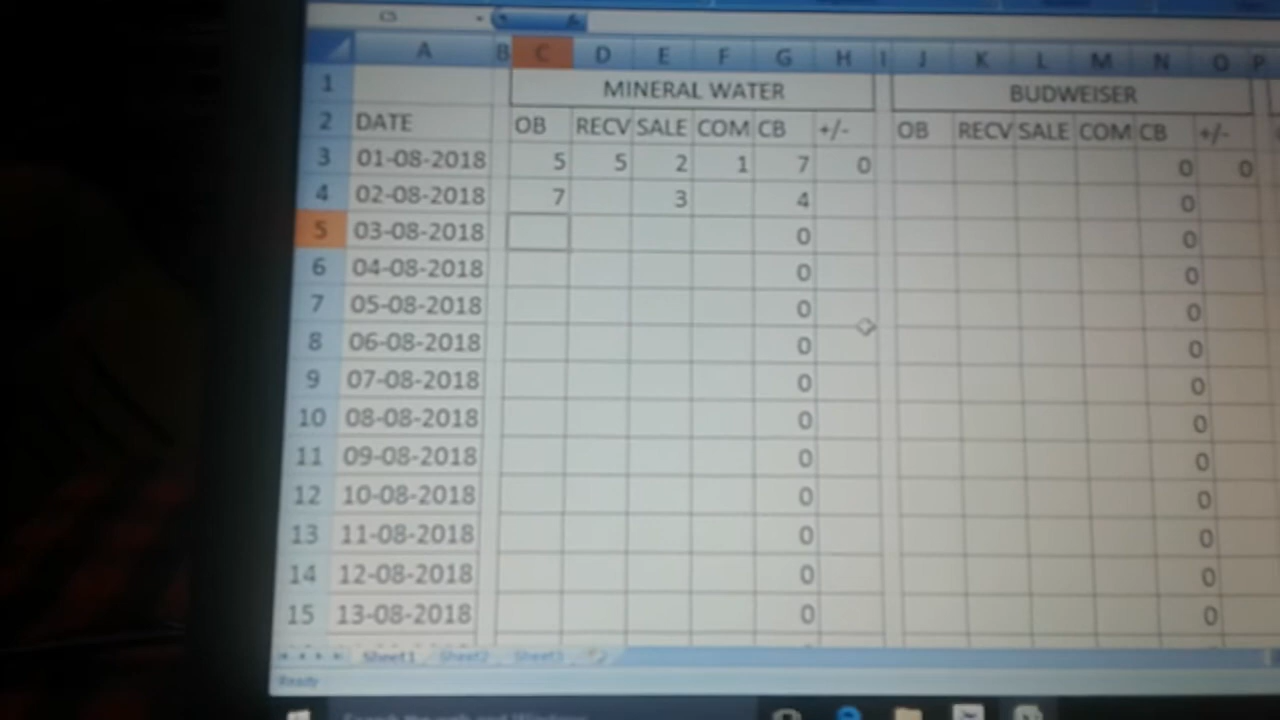 C5
A B C D E F G H I J K L M N O P
1 MINERAL WATER BUDWEISER
2 DATE OB RECV SALE COM CB +/- OB RECV SALE COM CB +/-
3 01-08-2018 5 5 2 1 7 0 0 0
4 02-08-2018 7 3 4 0
5 03-08-2018 0 0
6 04-08-2018 0 0
7 05-08-2018 0 0
8 06-08-2018 0 0
9 07-08-2018 0 0
10 08-08-2018 0 0
11 09-08-2018 0 0
12 10-08-2018 0 0
13 11-08-2018 0 0
14 12-08-2018 0 0
15 13-08-2018 0 0
Sheet1 Sheet2 Sheet3
Ready